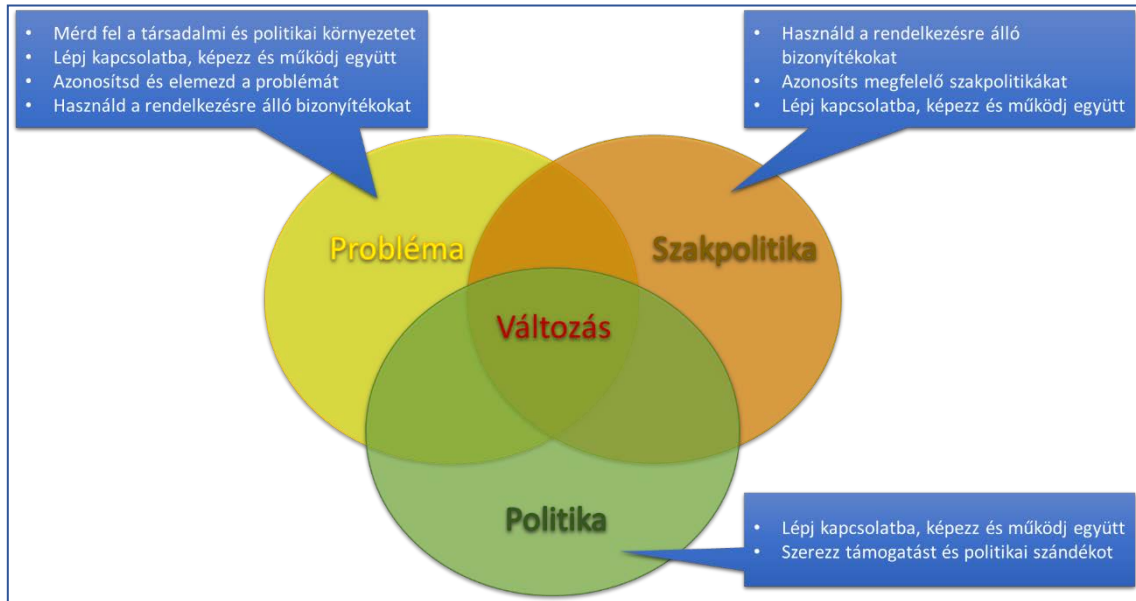 • Mérd fel a társadalmi és politikai környezetet
• Lépj kapcsolatba, képezz és működj együtt
• Azonosítsd és elemezd a problémát
• Használd a rendelkezésre álló bizonyítékokat
• Használd a rendelkezésre álló
bizonyítékokat
• Azonosíts megfelelő szakpolitikákat
• Lépj kapcsolatba, képezz és működj együtt
Probléma
Szakpolitika
Változás
Politika
• Lépj kapcsolatba, képezz és működj együtt
• Szerezz támogatást és politikai szándékot